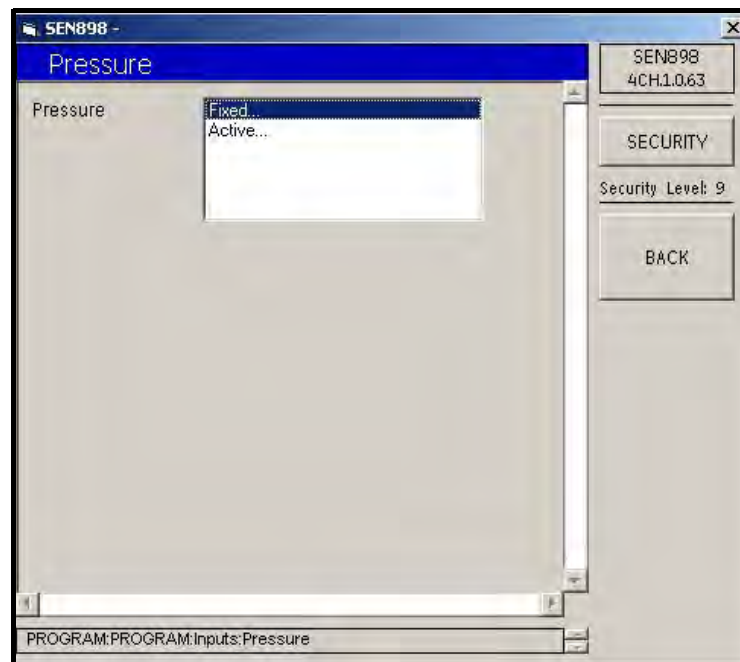 SEN898 -
Pressure
Pressure
Fixed...
Active...
SEN898
4CH.1.0.63
SECURITY
Security Level: 9
BACK
PROGRAM:PROGRAM:Inputs:Pressure